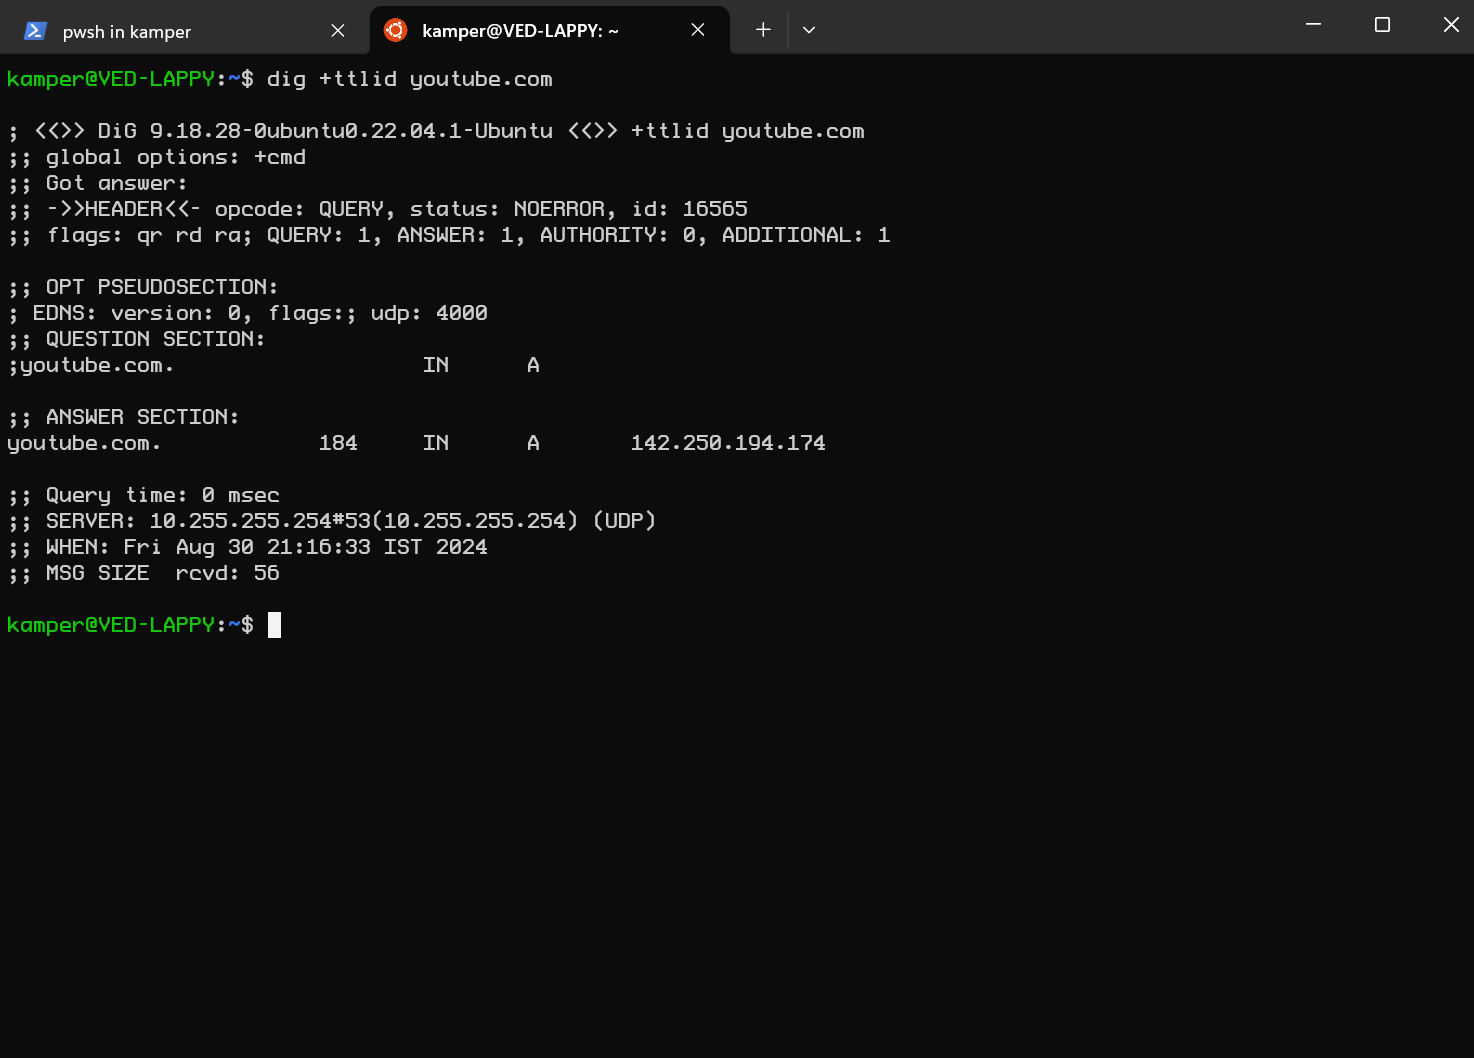 pwsh in kamper
kamper@VED-LAPPY: ~
kamper@VED-LAPPY:~$ dig +ttlid youtube.com
; <<>> DiG 9.18.28-0ubuntu0.22.04.1-Ubuntu <<>> +ttlid youtube.com
;; global options: +cmd
;; Got answer:
;; ->>HEADER<<- opcode: QUERY, status: NOERROR, id: 16565
;; flags: qr rd ra; QUERY: 1, ANSWER: 1, AUTHORITY: 0, ADDITIONAL: 1
;; OPT PSEUDOSECTION:
; EDNS: version: 0, flags:; udp: 4000
;; QUESTION SECTION:
;youtube.com. IN A
;; ANSWER SECTION:
youtube.com. 184 IN A 142.250.194.174
;; Query time: 0 msec
;; SERVER: 10.255.255.254#53(10.255.255.254) (UDP)
;; WHEN: Fri Aug 30 21:16:33 IST 2024
;; MSG SIZE  rcvd: 56
kamper@VED-LAPPY:~$